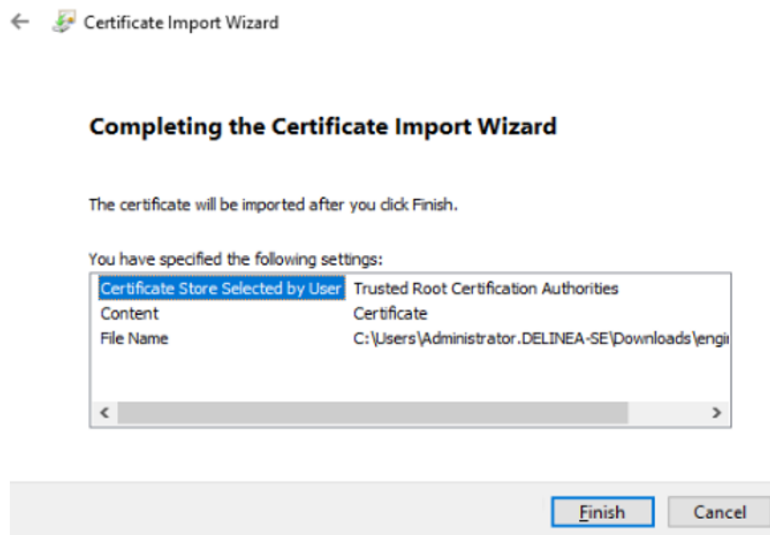 Certificate Import Wizard
Completing the Certificate Import Wizard
The certificate will be imported after you click Finish.
You have specified the following settings:
Certificate Store Selected by User Trusted Root Certification Authorities
Content Certificate
File Name C:\Users\Administrator.DELINEA-SE\Downloads\engi
Finish Cancel